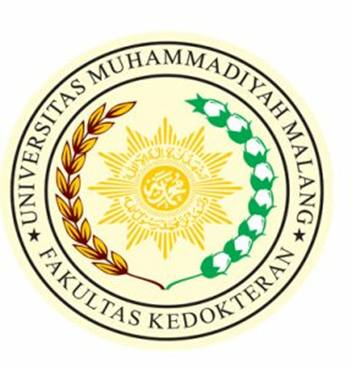 UNIVERSITAS MUHAMMADIYAH MALANG
★ FAKULTAS KEDOKTERAN ★